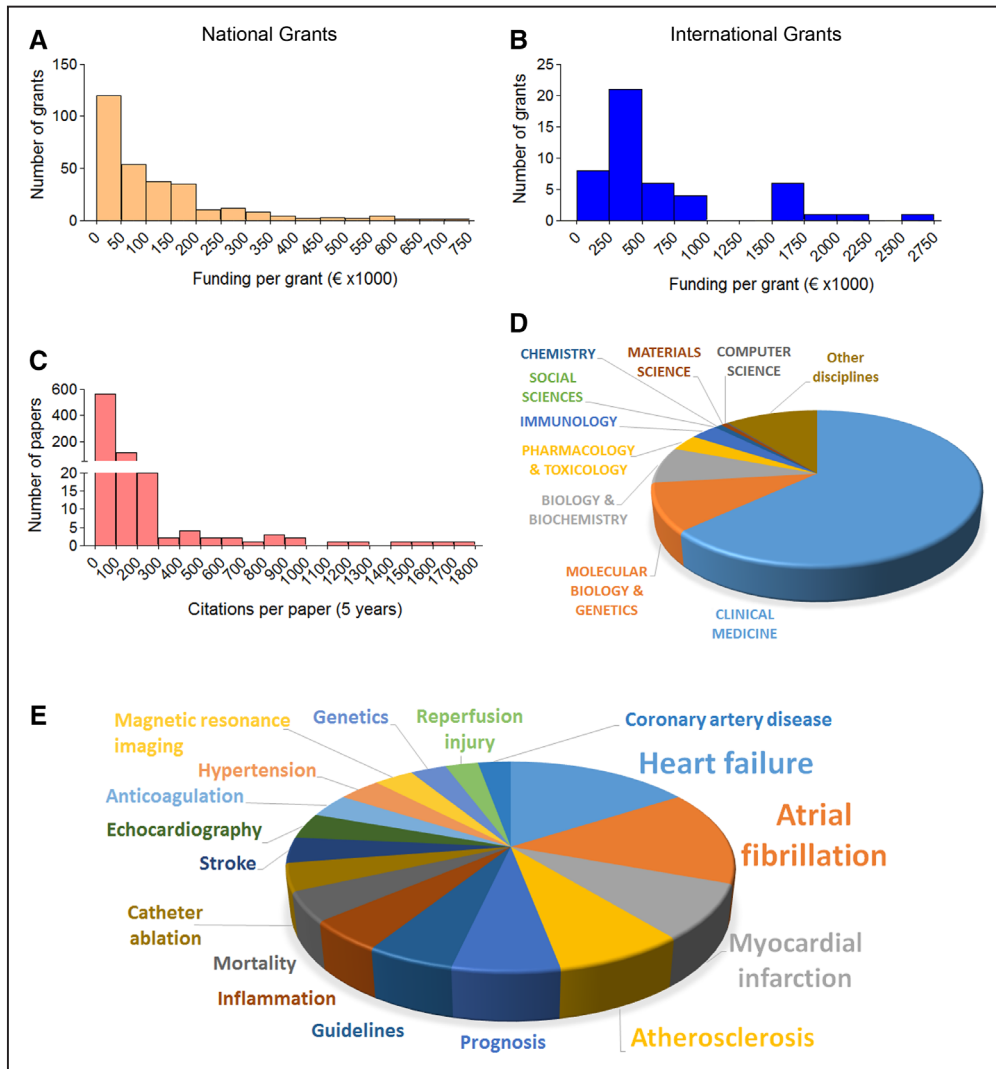 A
National Grants
Number of grants
150
100
50
0
0
50
100
150
200
250
300
350
400
450
500
550
600
650
700
750
Funding per grant (€ x1000)
B
International Grants
Number of grants
25
20
15
10
5
0
0
250
500
750
1000
1250
1500
1750
2000
2250
2500
2750
Funding per grant (€ x1000)
C
Number of papers
600
400
200
20
15
10
5
0
0
100
200
300
400
500
600
700
800
900
1000
1100
1200
1300
1400
1500
1600
1700
1800
Citations per paper (5 years)
D
CHEMISTRY
MATERIALS
SCIENCE
COMPUTER
SCIENCE
Other
disciplines
SOCIAL
SCIENCES
IMMUNOLOGY
PHARMACOLOGY
& TOXICOLOGY
BIOLOGY &
BIOCHEMISTRY
MOLECULAR
BIOLOGY &
GENETICS
CLINICAL
MEDICINE
E
Magnetic resonance
imaging
Genetics
Reperfusion
injury
Coronary artery disease
Heart failure
Hypertension
Anticoagulation
Echocardiography
Stroke
Atrial
fibrillation
Catheter
ablation
Myocardial
infarction
Mortality
Inflammation
Guidelines
Prognosis
Atherosclerosis